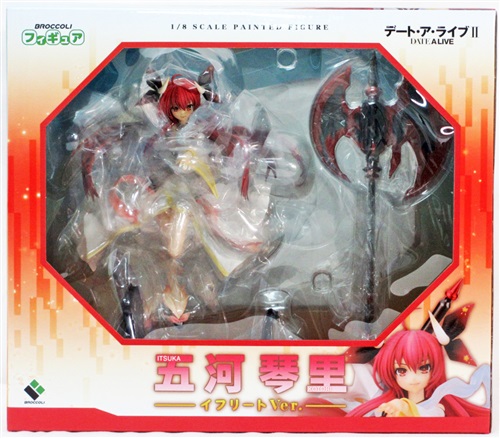 BROCCOLI
フィギュア
1/8 SCALE PAINTED FIGURE
デート・ア・ライブII
DATE A LIVE
ITSUKA
五河 琴里
イフリートVer.
BROCCOLI